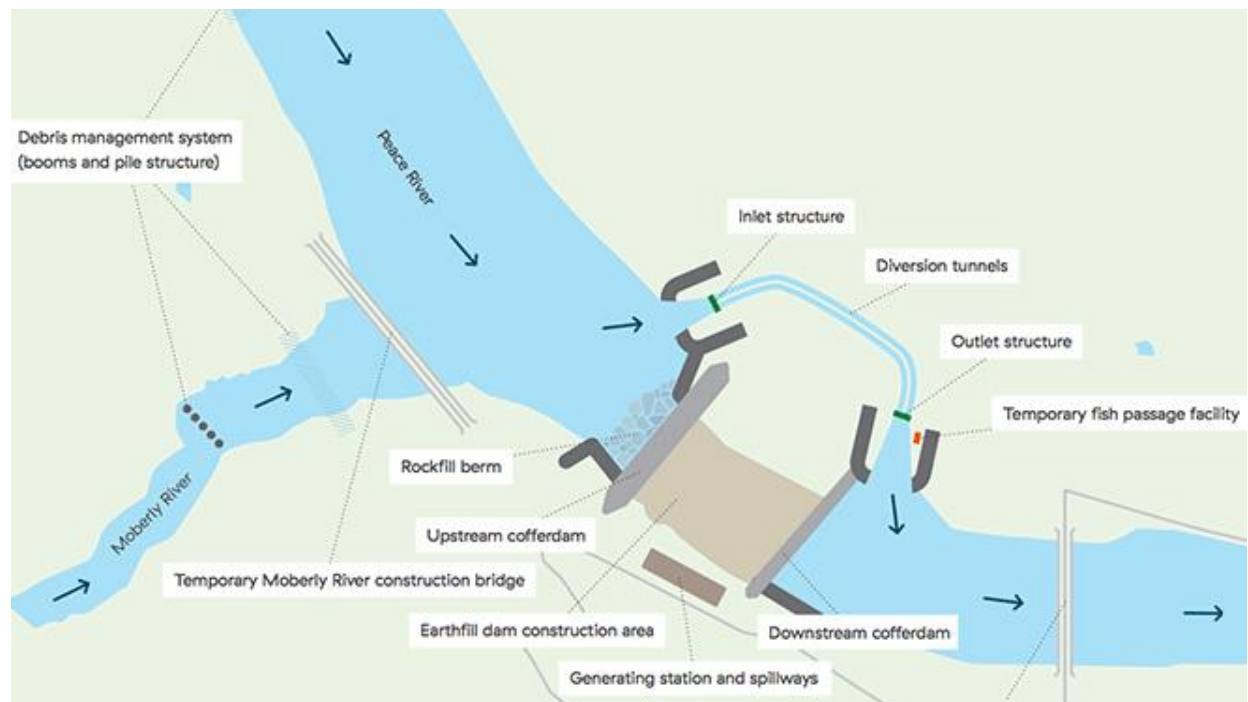 Debris management system
(booms and pile structure)
Peace River
Inlet structure
Diversion tunnels
Outlet structure
Temporary fish passage facility
Rockfill berm
Moberly River
Upstream cofferdam
Temporary Moberly River construction bridge
Earthfill dam construction area
Downstream cofferdam
Generating station and spillways